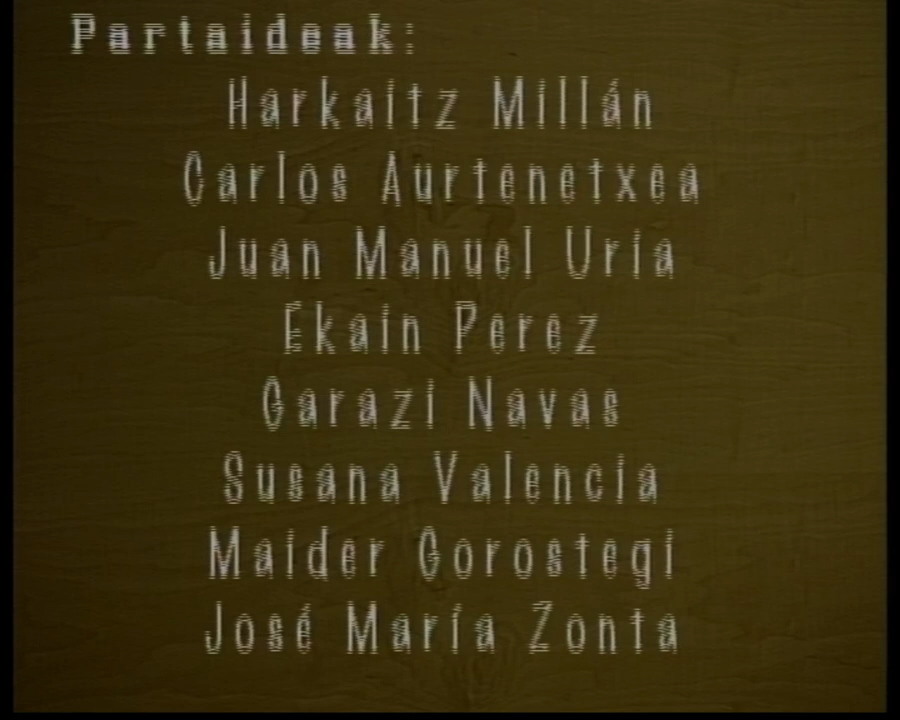 Partaideak:
Harkaitz Millán
Carlos Aurtenetxea
Juan Manuel Uria
Ekain Perez
Garazi Navas
Susana Valencia
Maider Gorostegi
José María Zonta